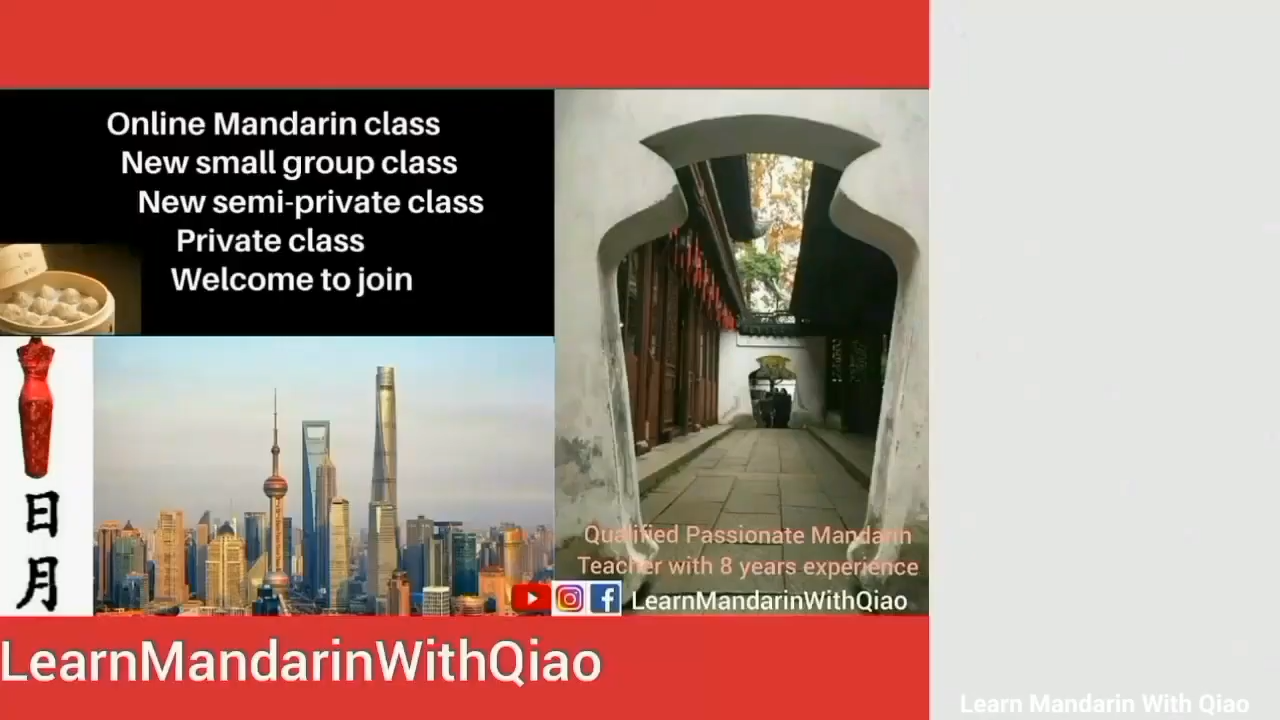 Online Mandarin class
New small group class
New semi-private class
Private class
Welcome to join
日
月
Qualified Passionate Mandarin
Teacher with 8 years experience
LearnMandarinWithQiao
LearnMandarinWithQiao
Learn Mandarin With Qiao